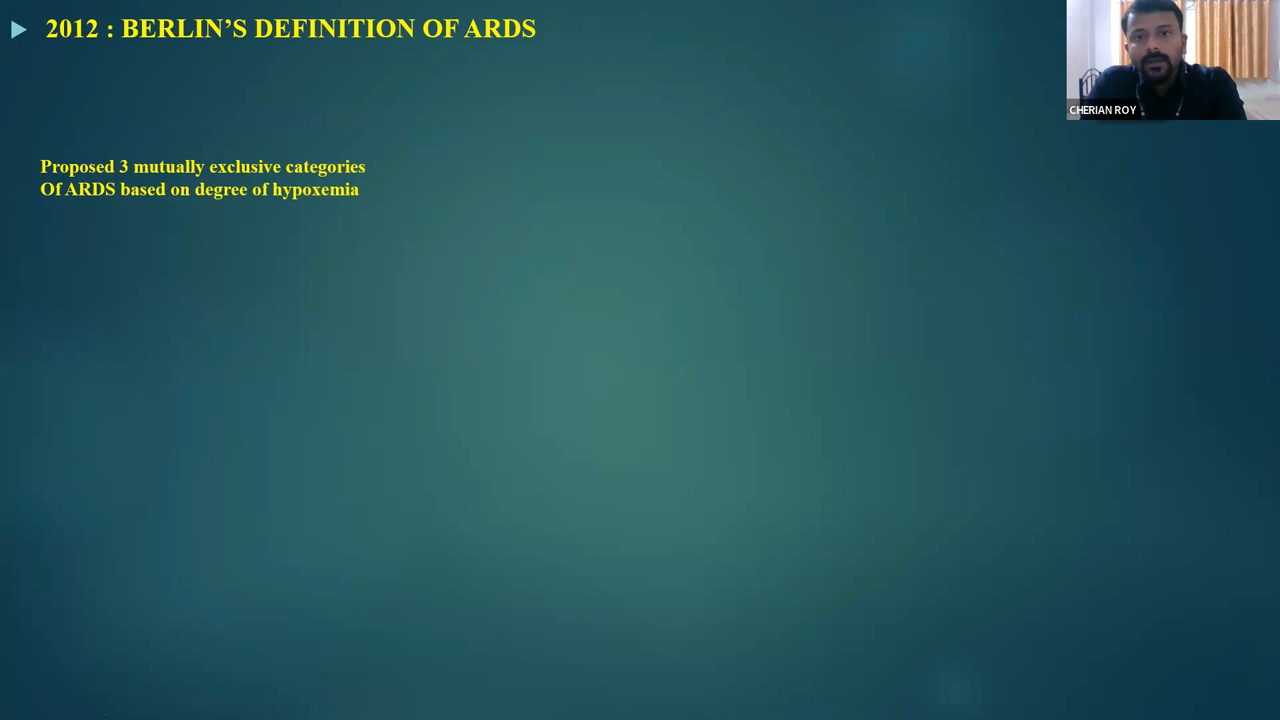 2012 : BERLIN’S DEFINITION OF ARDS
CHERIAN ROY
Proposed 3 mutually exclusive categories
Of ARDS based on degree of hypoxemia